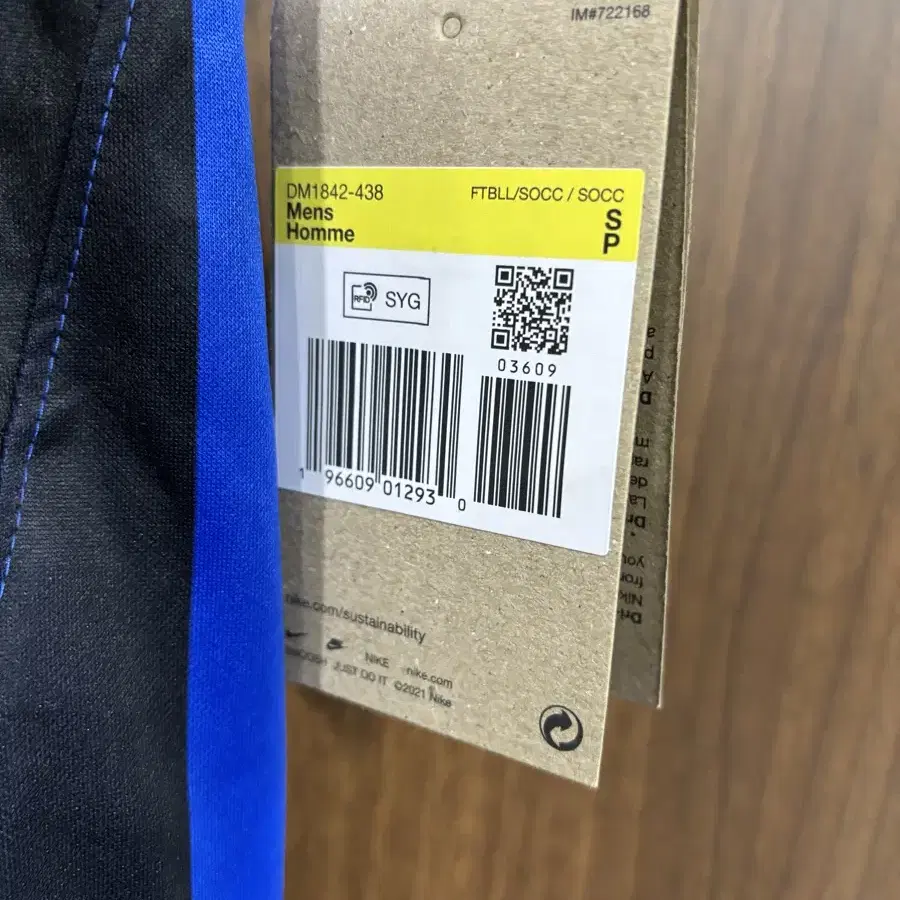 IM#722168
DM1842-438 FTBLL/SOCC / SOCC
Mens S
Homme P
RFID SYG
03609
1 96609 01293 0
nike.com/sustainability
NIKE nike.com
SWOOSH JUST DO IT ©2021 Nike